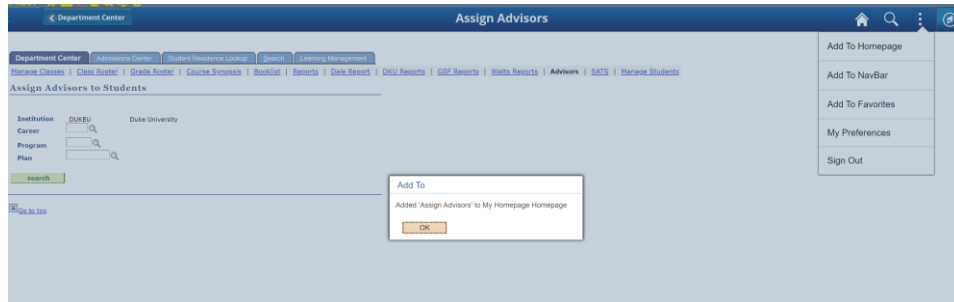 Department Center
Assign Advisors
Add To Homepage
Add To NavBar
Add To Favorites
My Preferences
Sign Out
Department Center Admissions Center Student Residence Lookup Search Learning Management
Manage Classes | Class Roster | Grade Roster | Course Synopsis | Booklist | Reports | Dale Report | DKU Reports | GSF Reports | Watts Reports | Advisors | SATS | Manage Students
Assign Advisors to Students
Institution DUKEU Duke University
Career
Program
Plan
search
Go to top
Add To
Added 'Assign Advisors' to My Homepage Homepage
OK